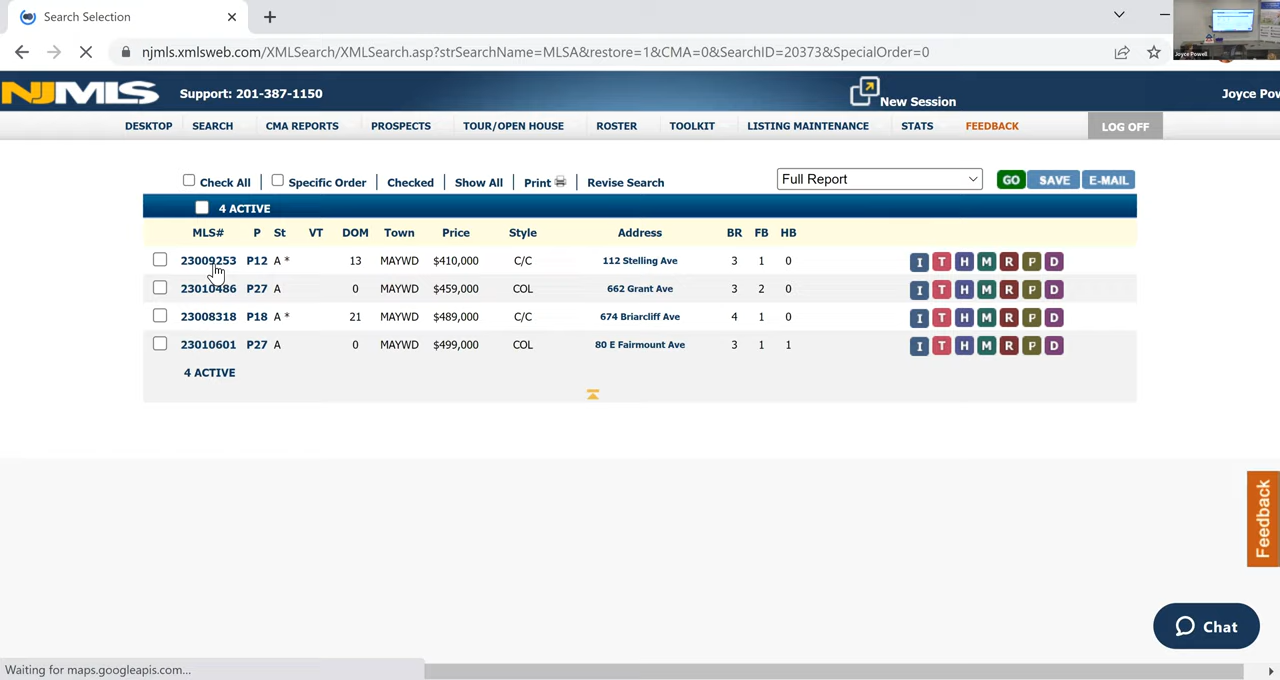 Search Selection
njmls.xmlsweb.com/XMLSearch/XMLSearch.asp?strSearchName=MLSA&restore=1&CMA=0&SearchID=20373&SpecialOrder=0
Joyce Powell
NJMLS Support: 201-387-1150 New Session Joyce Pow
DESKTOP SEARCH CMA REPORTS PROSPECTS TOUR/OPEN HOUSE ROSTER TOOLKIT LISTING MAINTENANCE STATS FEEDBACK LOG OFF
Check All Specific Order Checked Show All Print Revise Search Full Report GO SAVE E-MAIL
4 ACTIVE
MLS# P St VT DOM Town Price Style Address BR FB HB
23009253 P12 A * 13 MAYWD $410,000 C/C 112 Stelling Ave 3 1 0 I T H M R P D
23010486 P27 A 0 MAYWD $459,000 COL 662 Grant Ave 3 2 0 I T H M R P D
23008318 P18 A * 21 MAYWD $489,000 C/C 674 Briarcliff Ave 4 1 0 I T H M R P D
23010601 P27 A 0 MAYWD $499,000 COL 80 E Fairmount Ave 3 1 1 I T H M R P D
4 ACTIVE
Feedback
Chat
Waiting for maps.googleapis.com...